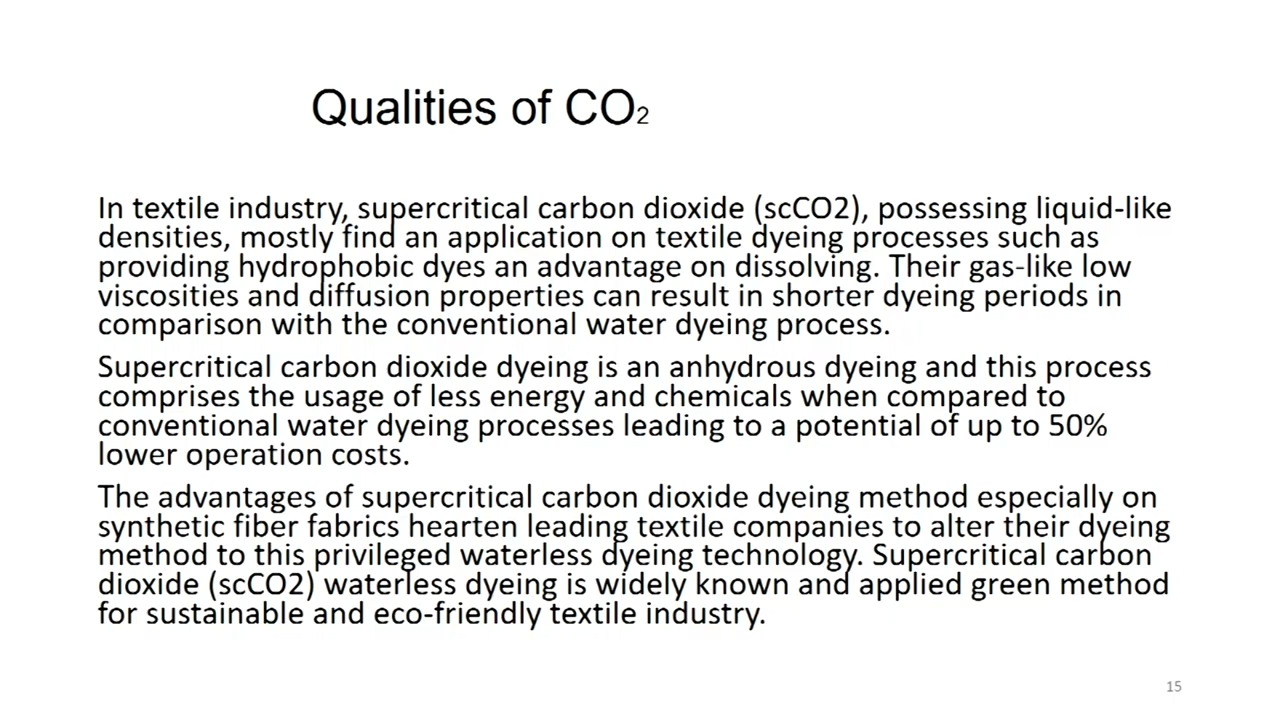 Qualities of CO₂
In textile industry, supercritical carbon dioxide (scCO2), possessing liquid-like
densities, mostly find an application on textile dyeing processes such as
providing hydrophobic dyes an advantage on dissolving. Their gas-like low
viscosities and diffusion properties can result in shorter dyeing periods in
comparison with the conventional water dyeing process.
Supercritical carbon dioxide dyeing is an anhydrous dyeing and this process
comprises the usage of less energy and chemicals when compared to
conventional water dyeing processes leading to a potential of up to 50%
lower operation costs.
The advantages of supercritical carbon dioxide dyeing method especially on
synthetic fiber fabrics hearten leading textile companies to alter their dyeing
method to this privileged waterless dyeing technology. Supercritical carbon
dioxide (scCO2) waterless dyeing is widely known and applied green method
for sustainable and eco-friendly textile industry.
15